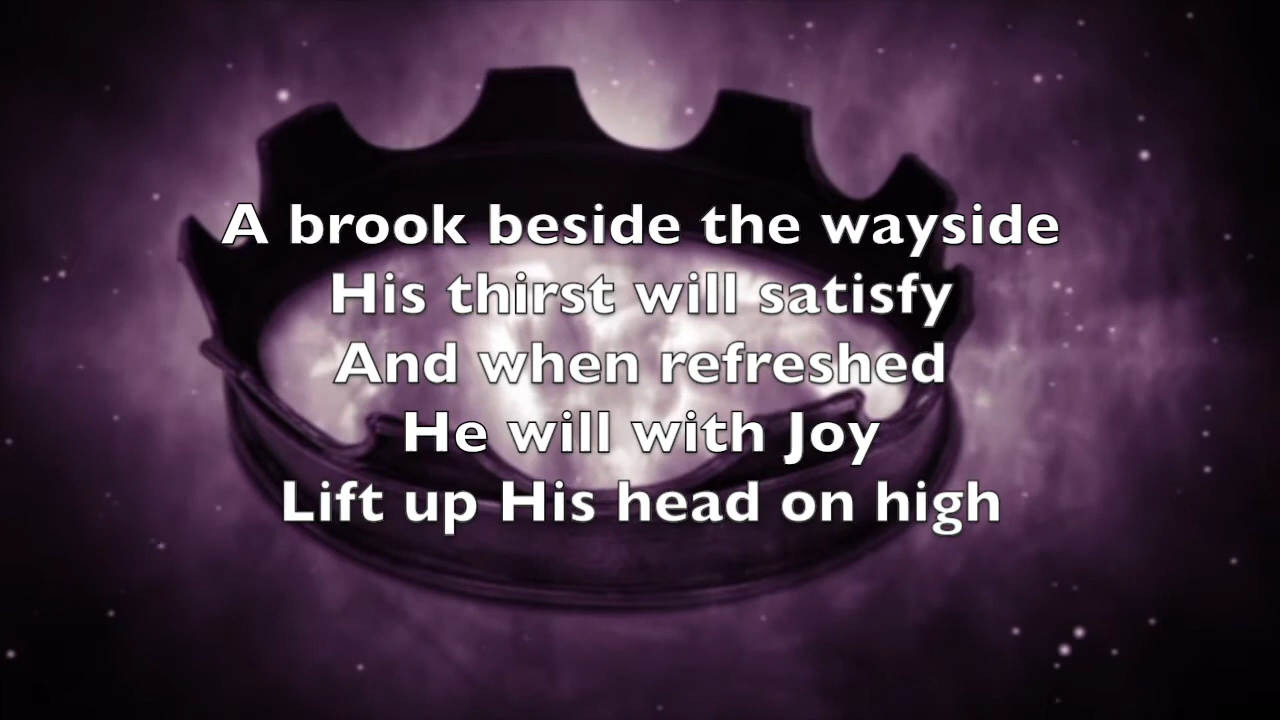 A brook beside the wayside
His thirst will satisfy
And when refreshed
He will with Joy
Lift up His head on high